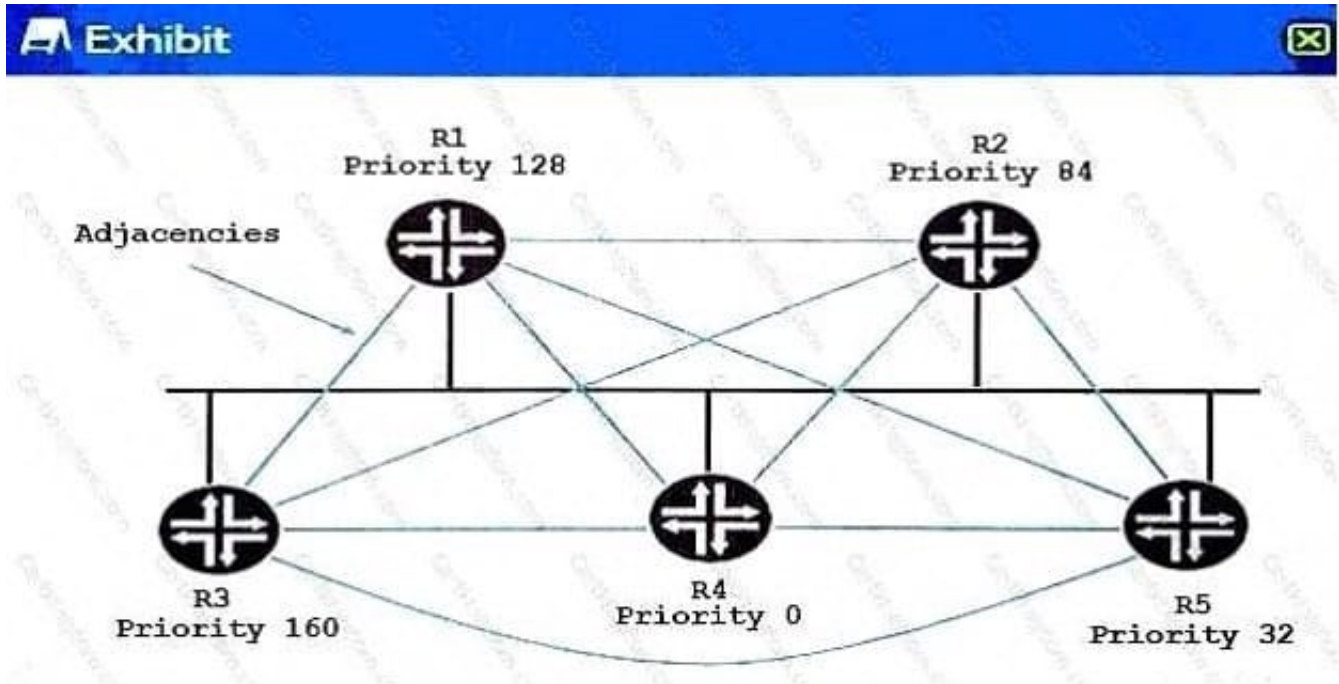 Exhibit
R1
Priority 128
R2
Priority 84
Adjacencies
R3
Priority 160
R4
Priority 0
R5
Priority 32